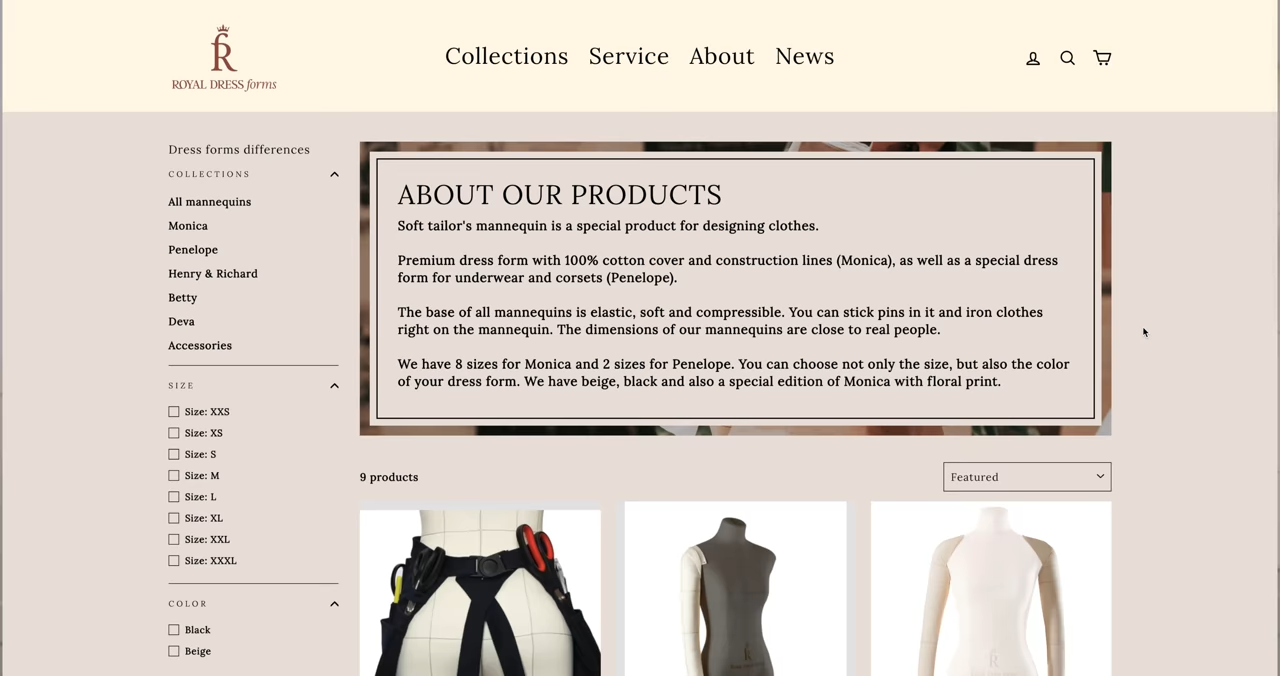 R
ROYAL DRESS forms
Collections Service About News
Dress forms differences
COLLECTIONS
All mannequins
Monica
Penelope
Henry & Richard
Betty
Deva
Accessories
SIZE
Size: XXS
Size: XS
Size: S
Size: M
Size: L
Size: XL
Size: XXL
Size: XXXL
COLOR
Black
Beige
ABOUT OUR PRODUCTS
Soft tailor's mannequin is a special product for designing clothes.
Premium dress form with 100% cotton cover and construction lines (Monica), as well as a special dress
form for underwear and corsets (Penelope).
The base of all mannequins is elastic, soft and compressible. You can stick pins in it and iron clothes
right on the mannequin. The dimensions of our mannequins are close to real people.
We have 8 sizes for Monica and 2 sizes for Penelope. You can choose not only the size, but also the color
of your dress form. We have beige, black and also a special edition of Monica with floral print.
9 products
Featured